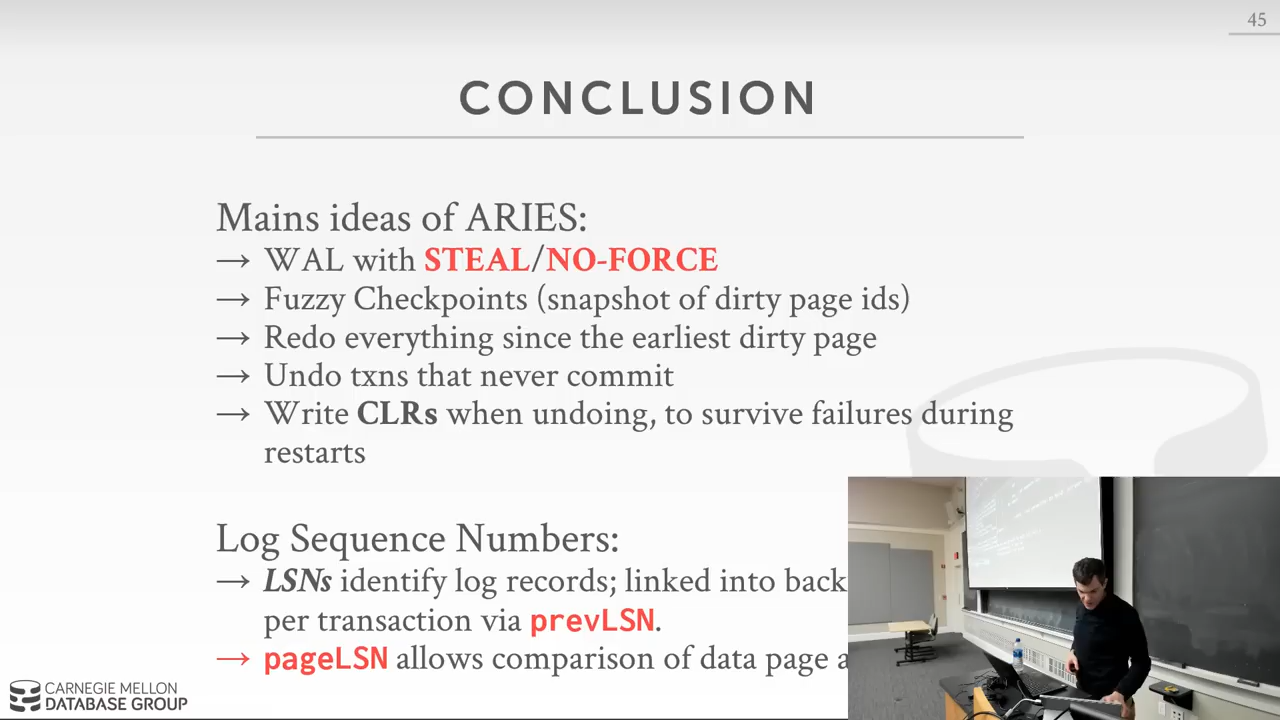 45
CONCLUSION
Mains ideas of ARIES:
→ WAL with STEAL/NO-FORCE
→ Fuzzy Checkpoints (snapshot of dirty page ids)
→ Redo everything since the earliest dirty page
→ Undo txns that never commit
→ Write CLRs when undoing, to survive failures during
restarts
Log Sequence Numbers:
→ LSNs identify log records; linked into back
per transaction via prevLSN.
→ pageLSN allows comparison of data page a
CARNEGIE MELLON
DATABASE GROUP